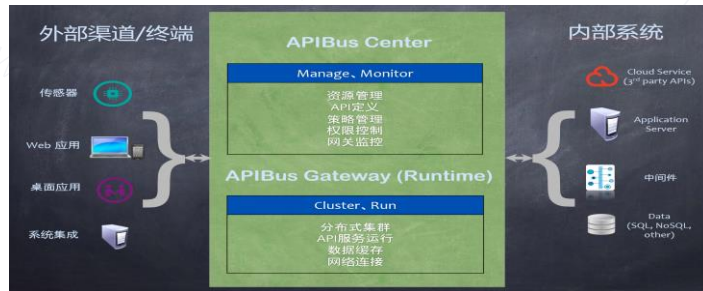 外部渠道/终端
传感器
Web 应用
桌面应用
系统集成
APIBus Center
Manage、Monitor
资源管理
API定义
策略管理
权限控制
网关监控
APIBus Gateway (Runtime)
Cluster、Run
分布式集群
API服务运行
数据缓存
网络连接
内部系统
Cloud Service
(3rd party APIs)
Application
Server
中间件
Data
(SQL, NoSQL,
other)